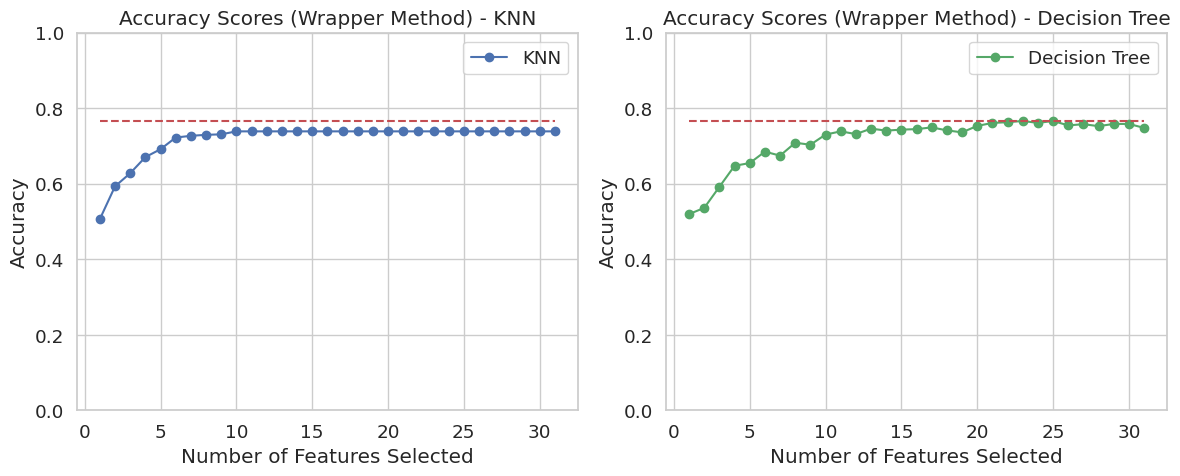 Accuracy Scores (Wrapper Method) - KNN
1.0
0.8
0.6
0.4
0.2
0.0
Accuracy
KNN
0 5 10 15 20 25 30
Number of Features Selected
Accuracy Scores (Wrapper Method) - Decision Tree
1.0
0.8
0.6
0.4
0.2
0.0
Accuracy
Decision Tree
0 5 10 15 20 25 30
Number of Features Selected